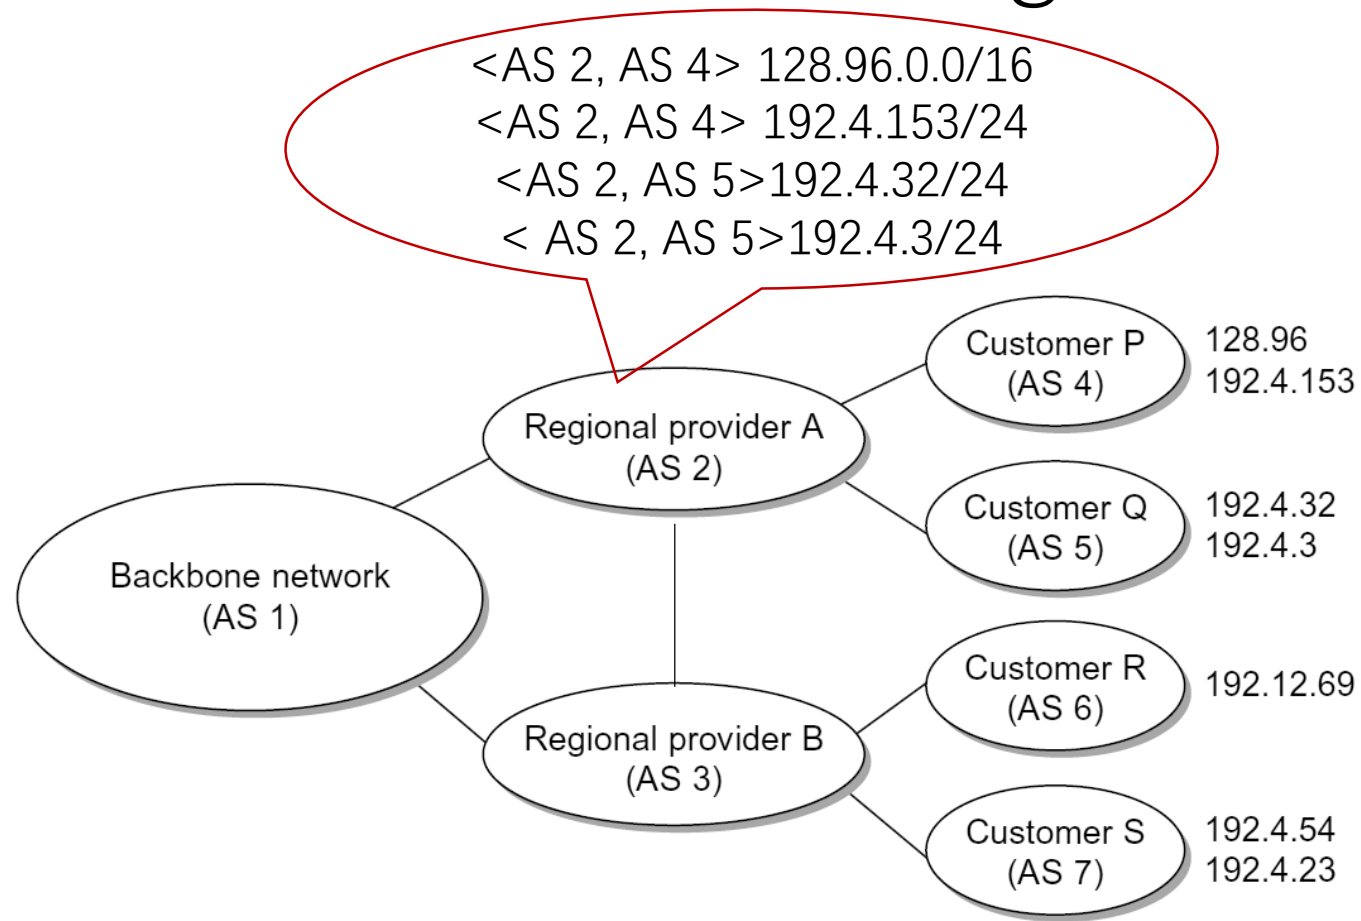 <AS 2, AS 4> 128.96.0.0/16
<AS 2, AS 4> 192.4.153/24
<AS 2, AS 5>192.4.32/24
< AS 2, AS 5>192.4.3/24
Customer P
(AS 4)
128.96
192.4.153
Regional provider A
(AS 2)
Customer Q
(AS 5)
192.4.32
192.4.3
Backbone network
(AS 1)
Customer R
(AS 6)
192.12.69
Regional provider B
(AS 3)
Customer S
(AS 7)
192.4.54
192.4.23